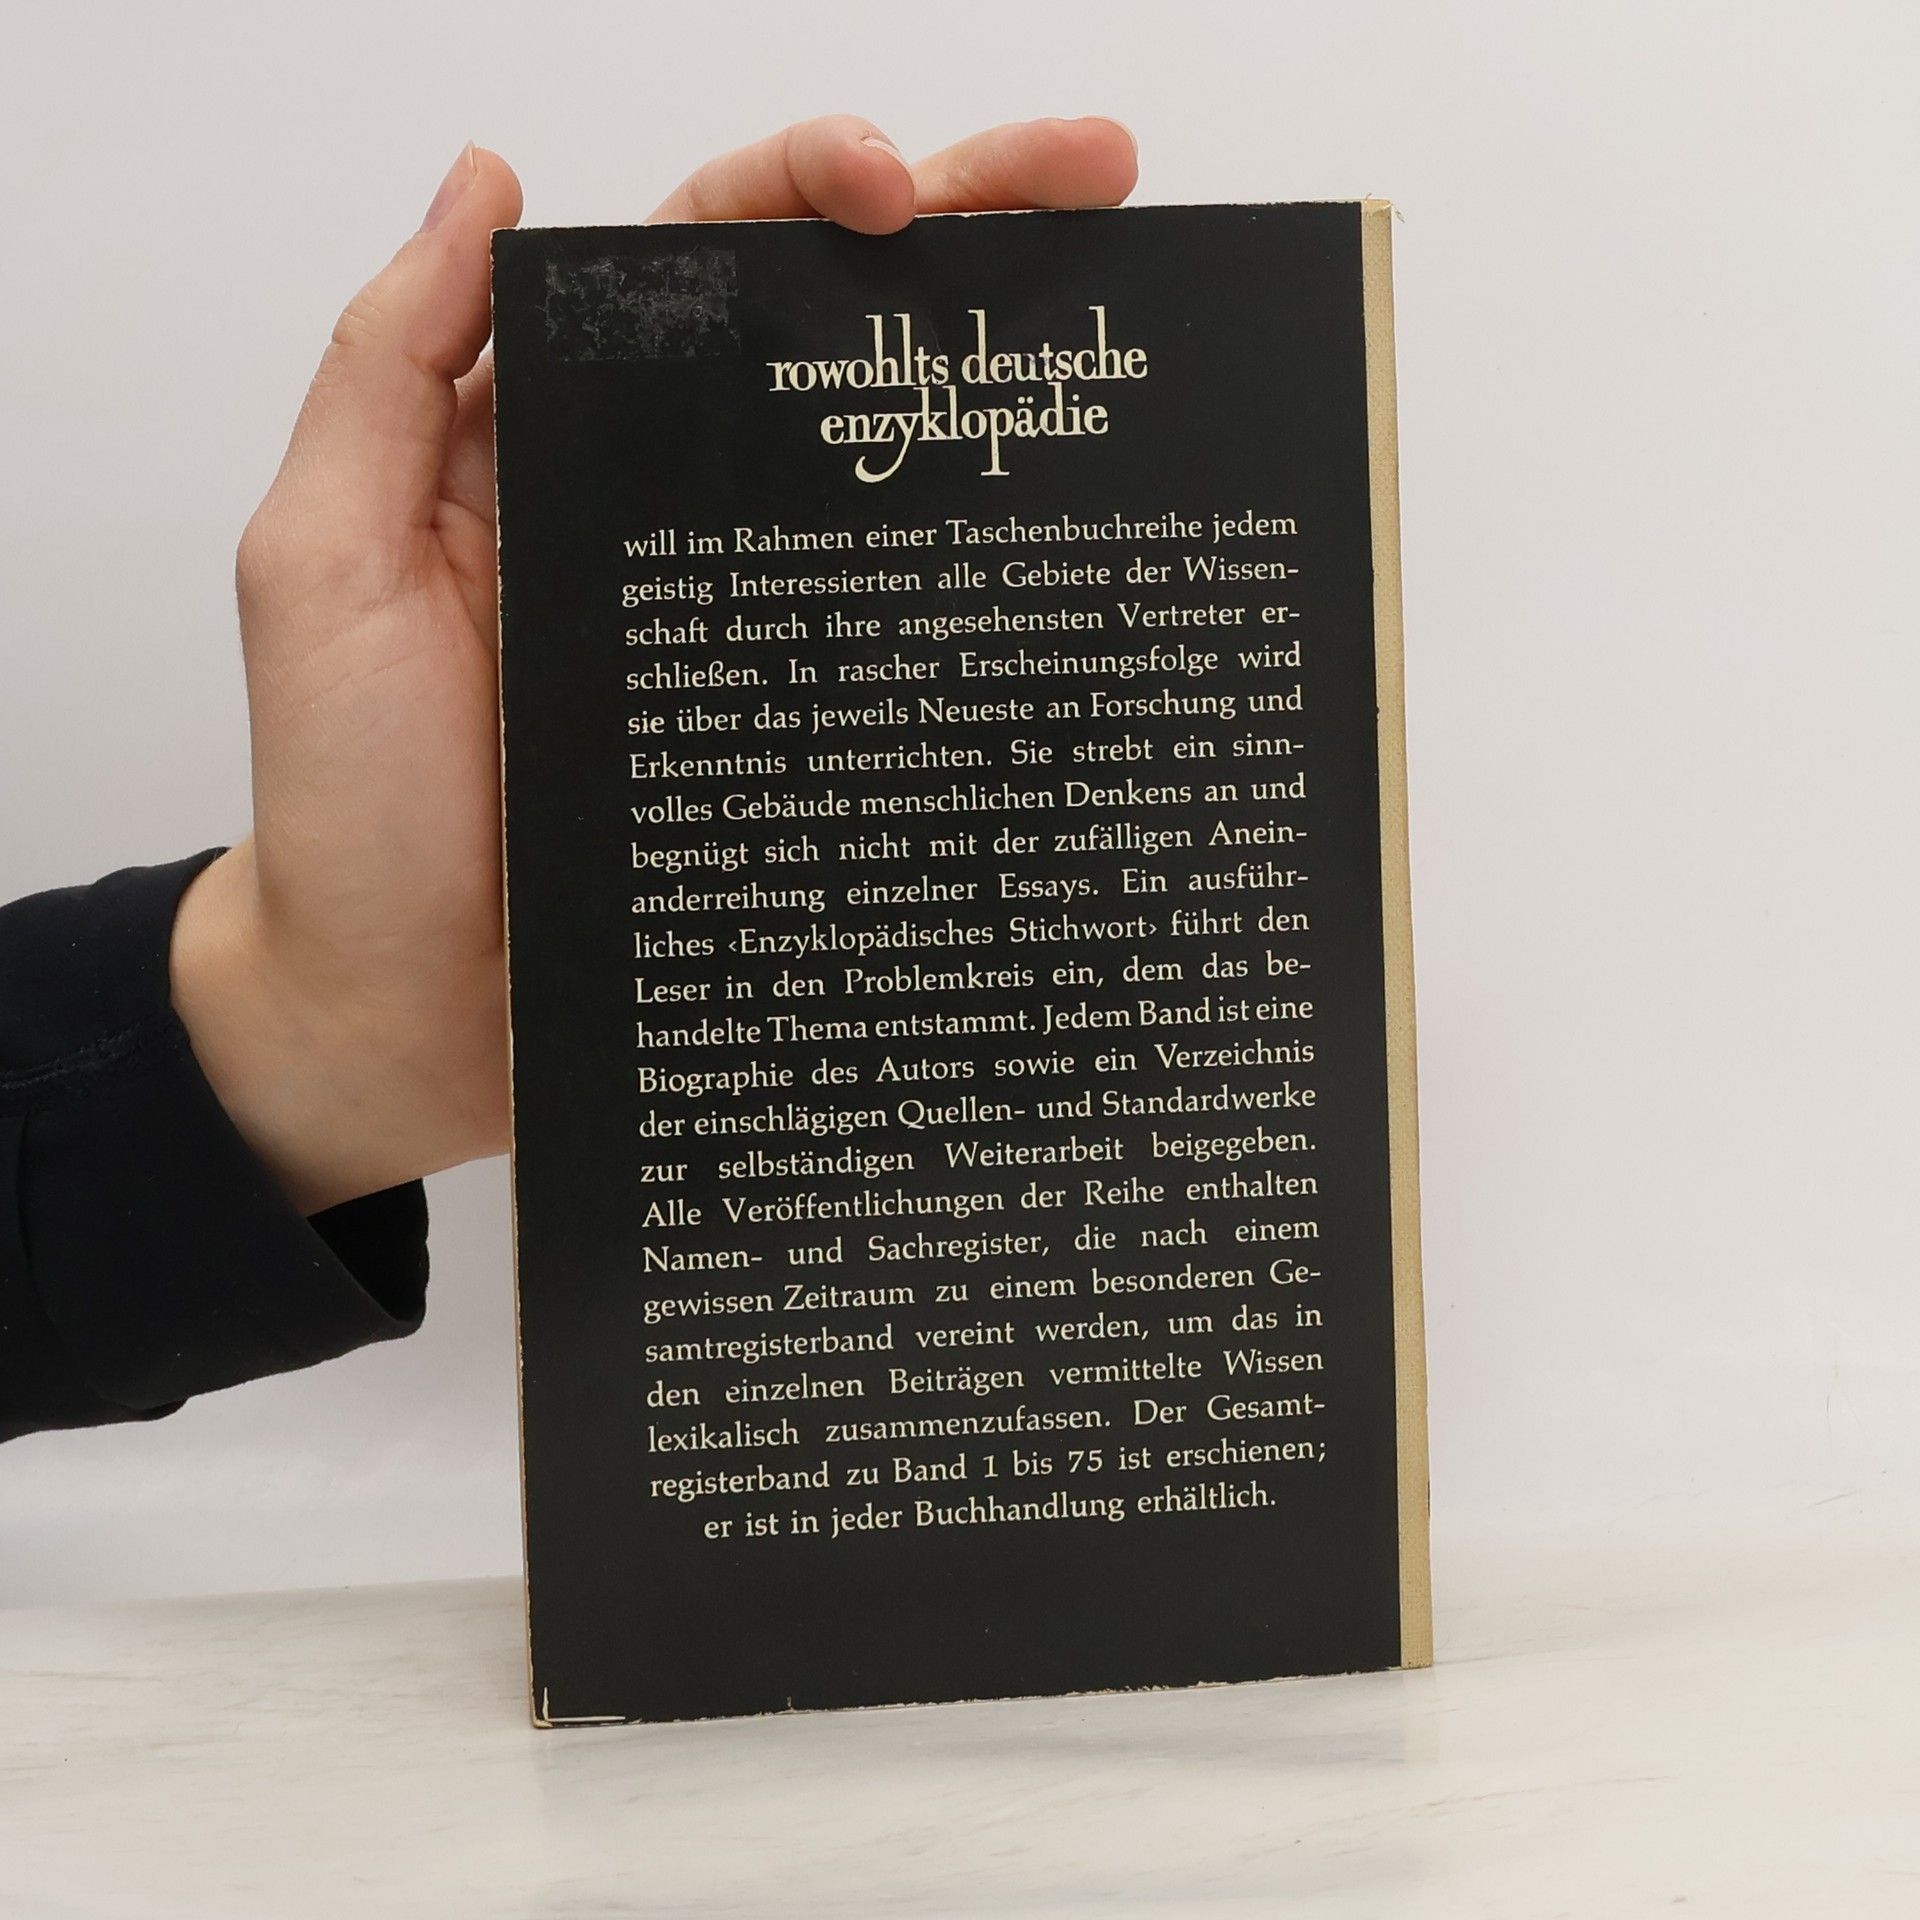 rowohlts deutsche
enzyklopädie
will im Rahmen einer Taschenbuchreihe jedem
geistig Interessierten alle Gebiete der Wissen-
schaft durch ihre angesehensten Vertreter er-
schließen. In rascher Erscheinungsfolge wird
sie über das jeweils Neueste an Forschung und
Erkenntnis unterrichten. Sie strebt ein sinn-
volles Gebäude menschlichen Denkens an und
begnügt sich nicht mit der zufälligen Anein-
anderreihung einzelner Essays. Ein ausführ-
liches ‹Enzyklopädisches Stichwort› führt den
Leser in den Problemkreis ein, dem das be-
handelte Thema entstammt. Jedem Band ist eine
Biographie des Autors sowie ein Verzeichnis
der einschlägigen Quellen- und Standardwerke
zur selbständigen Weiterarbeit beigegeben.
Alle Veröffentlichungen der Reihe enthalten
Namen- und Sachregister, die nach einem
gewissen Zeitraum zu einem besonderen Ge-
samtregisterband vereint werden, um das in
den einzelnen Beiträgen vermittelte Wissen
lexikalisch zusammenzufassen. Der Gesamt-
registerband zu Band 1 bis 75 ist erschienen;
er ist in jeder Buchhandlung erhältlich.